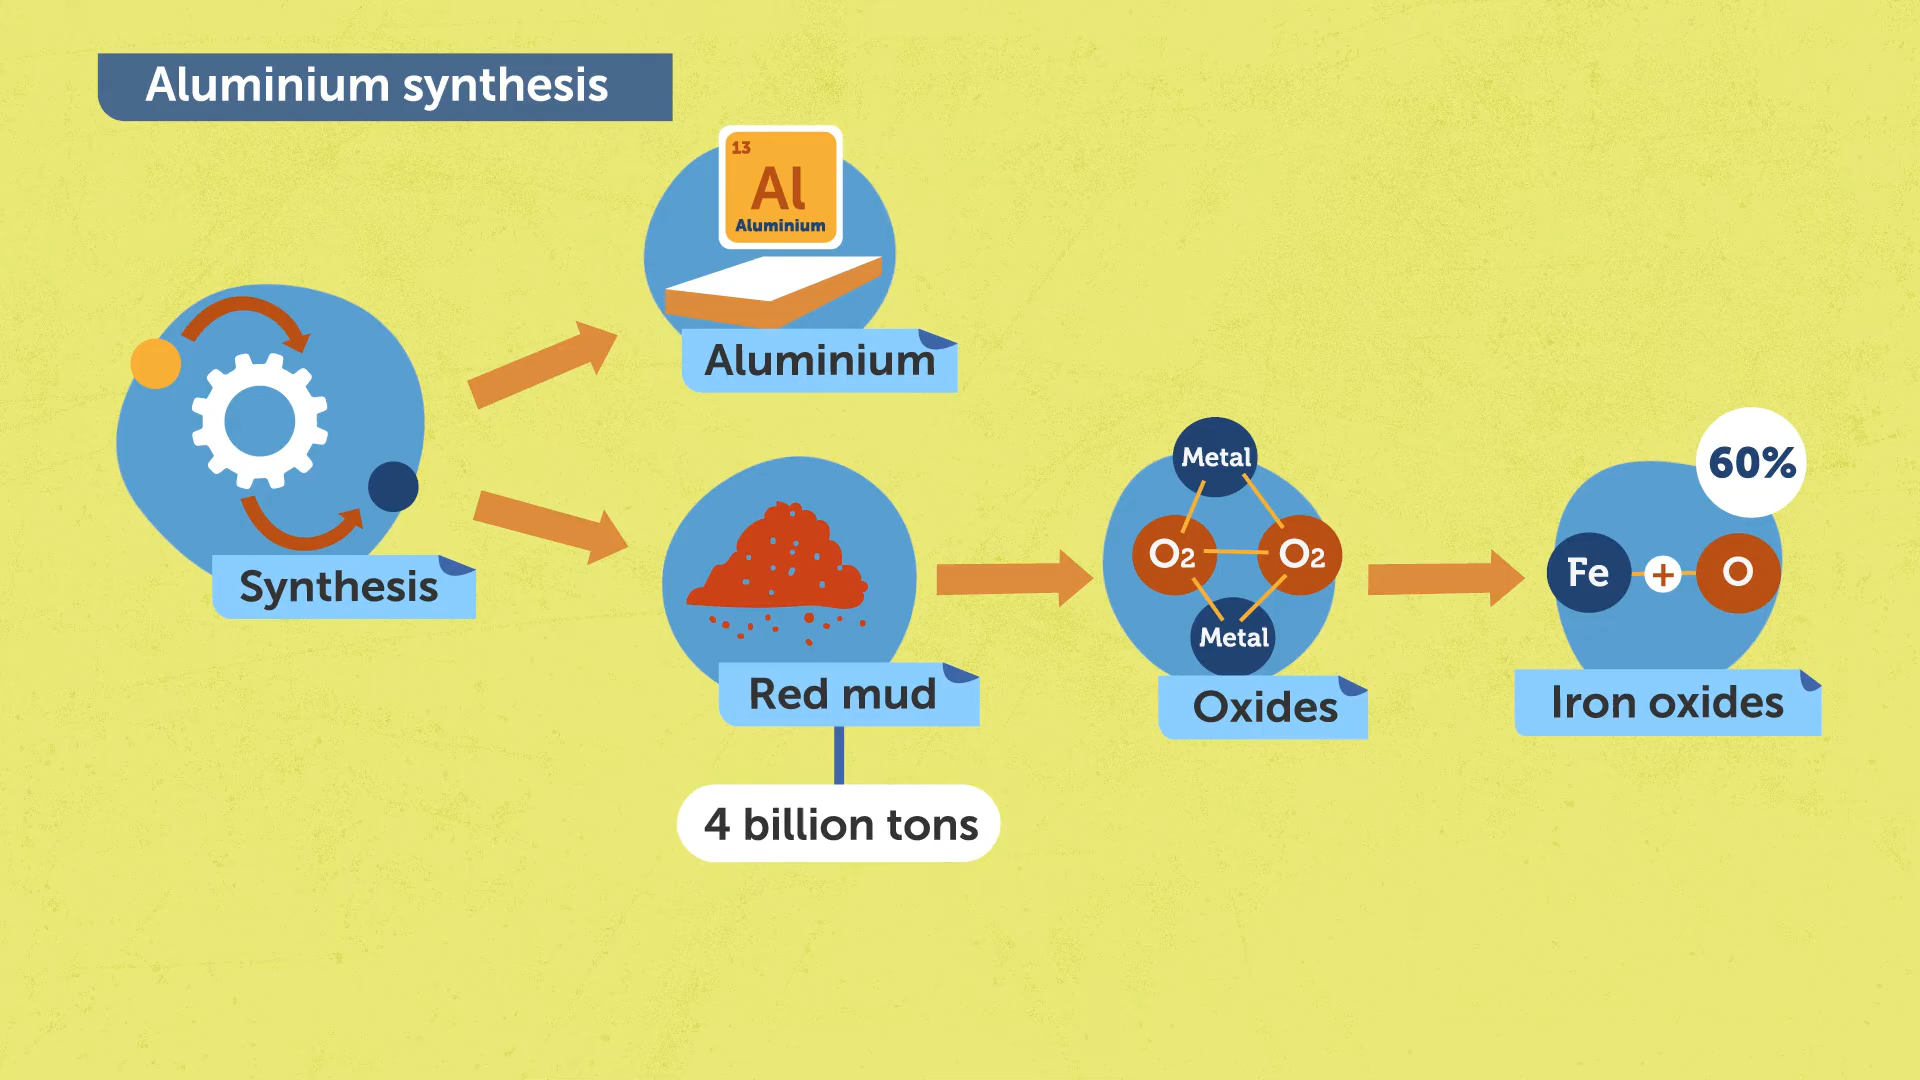 Aluminium synthesis
13
Al
Aluminium
Aluminium
Synthesis
Red mud
4 billion tons
Metal
O₂
O₂
Metal
Oxides
60%
Fe + O
Iron oxides